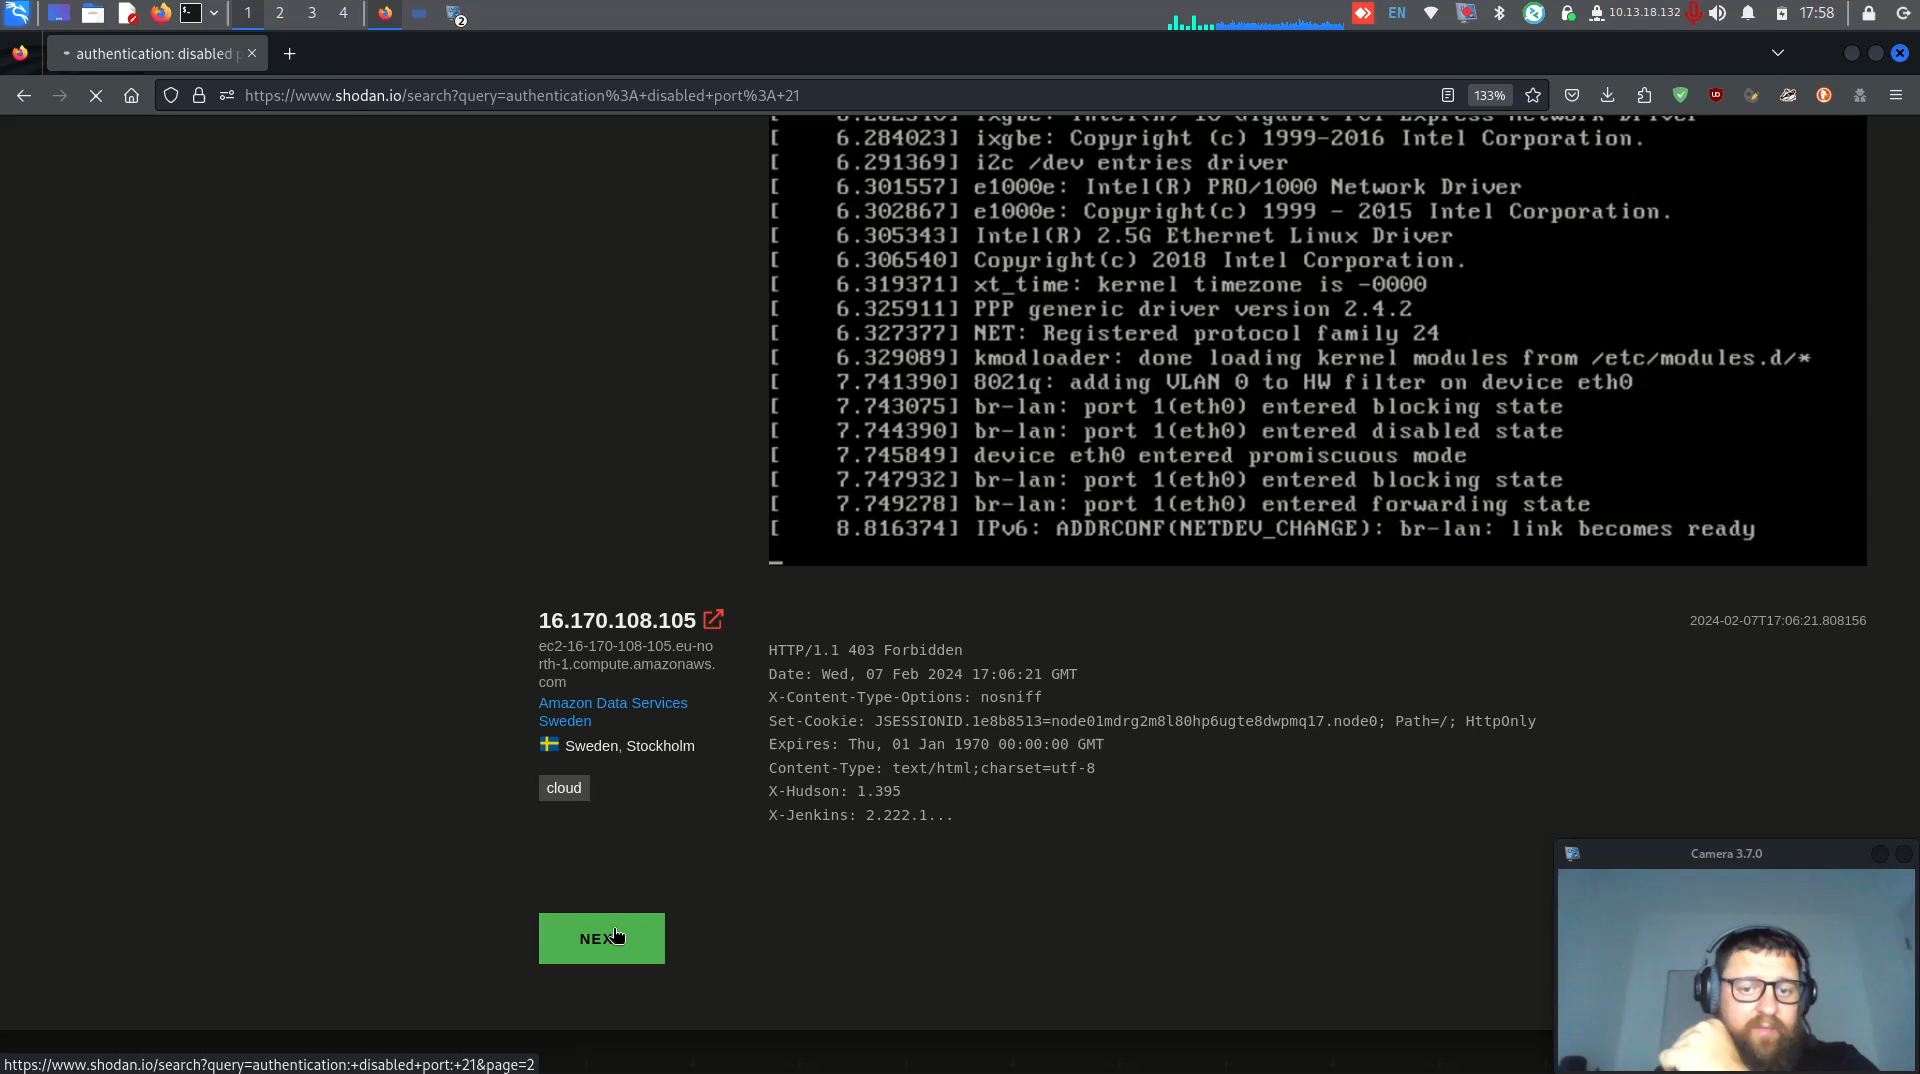 1 2 3 4 2 EN 10.13.18.132 17:58
authentication: disabled p
https://www.shodan.io/search?query=authentication%3A+disabled+port%3A+21 133%
[ 6.284023] ixgbe: Copyright (c) 1999-2016 Intel Corporation.
[ 6.291369] i2c /dev entries driver
[ 6.301557] e1000e: Intel(R) PRO/1000 Network Driver
[ 6.302867] e1000e: Copyright(c) 1999 - 2015 Intel Corporation.
[ 6.305343] Intel(R) 2.5G Ethernet Linux Driver
[ 6.306540] Copyright(c) 2018 Intel Corporation.
[ 6.319371] xt_time: kernel timezone is -0000
[ 6.325911] PPP generic driver version 2.4.2
[ 6.327377] NET: Registered protocol family 24
[ 6.329089] kmodloader: done loading kernel modules from /etc/modules.d/*
[ 7.741390] 8021q: adding VLAN 0 to HW filter on device eth0
[ 7.743075] br-lan: port 1(eth0) entered blocking state
[ 7.744390] br-lan: port 1(eth0) entered disabled state
[ 7.745849] device eth0 entered promiscuous mode
[ 7.747932] br-lan: port 1(eth0) entered blocking state
[ 7.749278] br-lan: port 1(eth0) entered forwarding state
[ 8.816374] IPv6: ADDRCONF(NETDEV_CHANGE): br-lan: link becomes ready
16.170.108.105
ec2-16-170-108-105.eu-no
rth-1.compute.amazonaws.
com
Amazon Data Services
Sweden
Sweden, Stockholm
cloud
2024-02-07T17:06:21.808156
HTTP/1.1 403 Forbidden
Date: Wed, 07 Feb 2024 17:06:21 GMT
X-Content-Type-Options: nosniff
Set-Cookie: JSESSIONID.1e8b8513=node01mdrg2m8l80hp6ugte8dwpmq17.node0; Path=/; HttpOnly
Expires: Thu, 01 Jan 1970 00:00:00 GMT
Content-Type: text/html;charset=utf-8
X-Hudson: 1.395
X-Jenkins: 2.222.1...
Camera 3.7.0
https://www.shodan.io/search?query=authentication:+disabled+port:+21&page=2